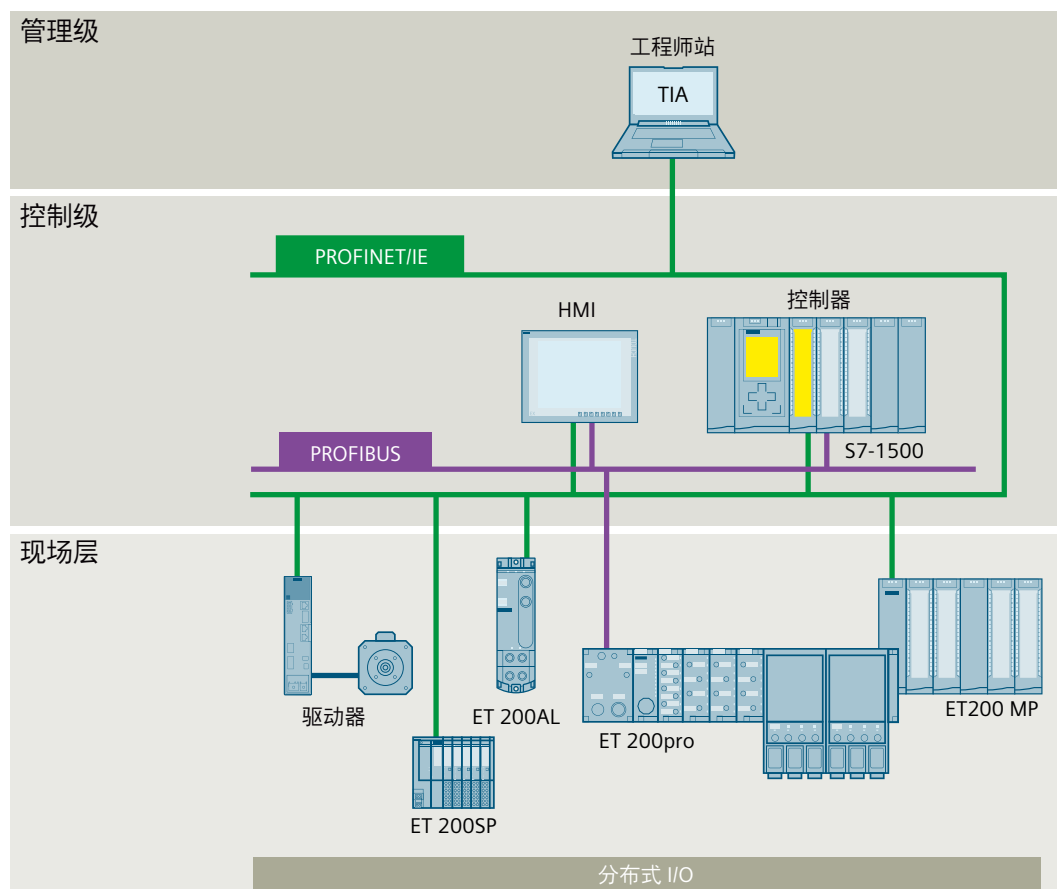 管理级
工程师站
TIA
控制级
PROFINET/IE
HMI
控制器
PROFIBUS
S7-1500
现场层
驱动器
ET 200AL
ET 200pro
ET200 MP
ET 200SP
分布式 I/O